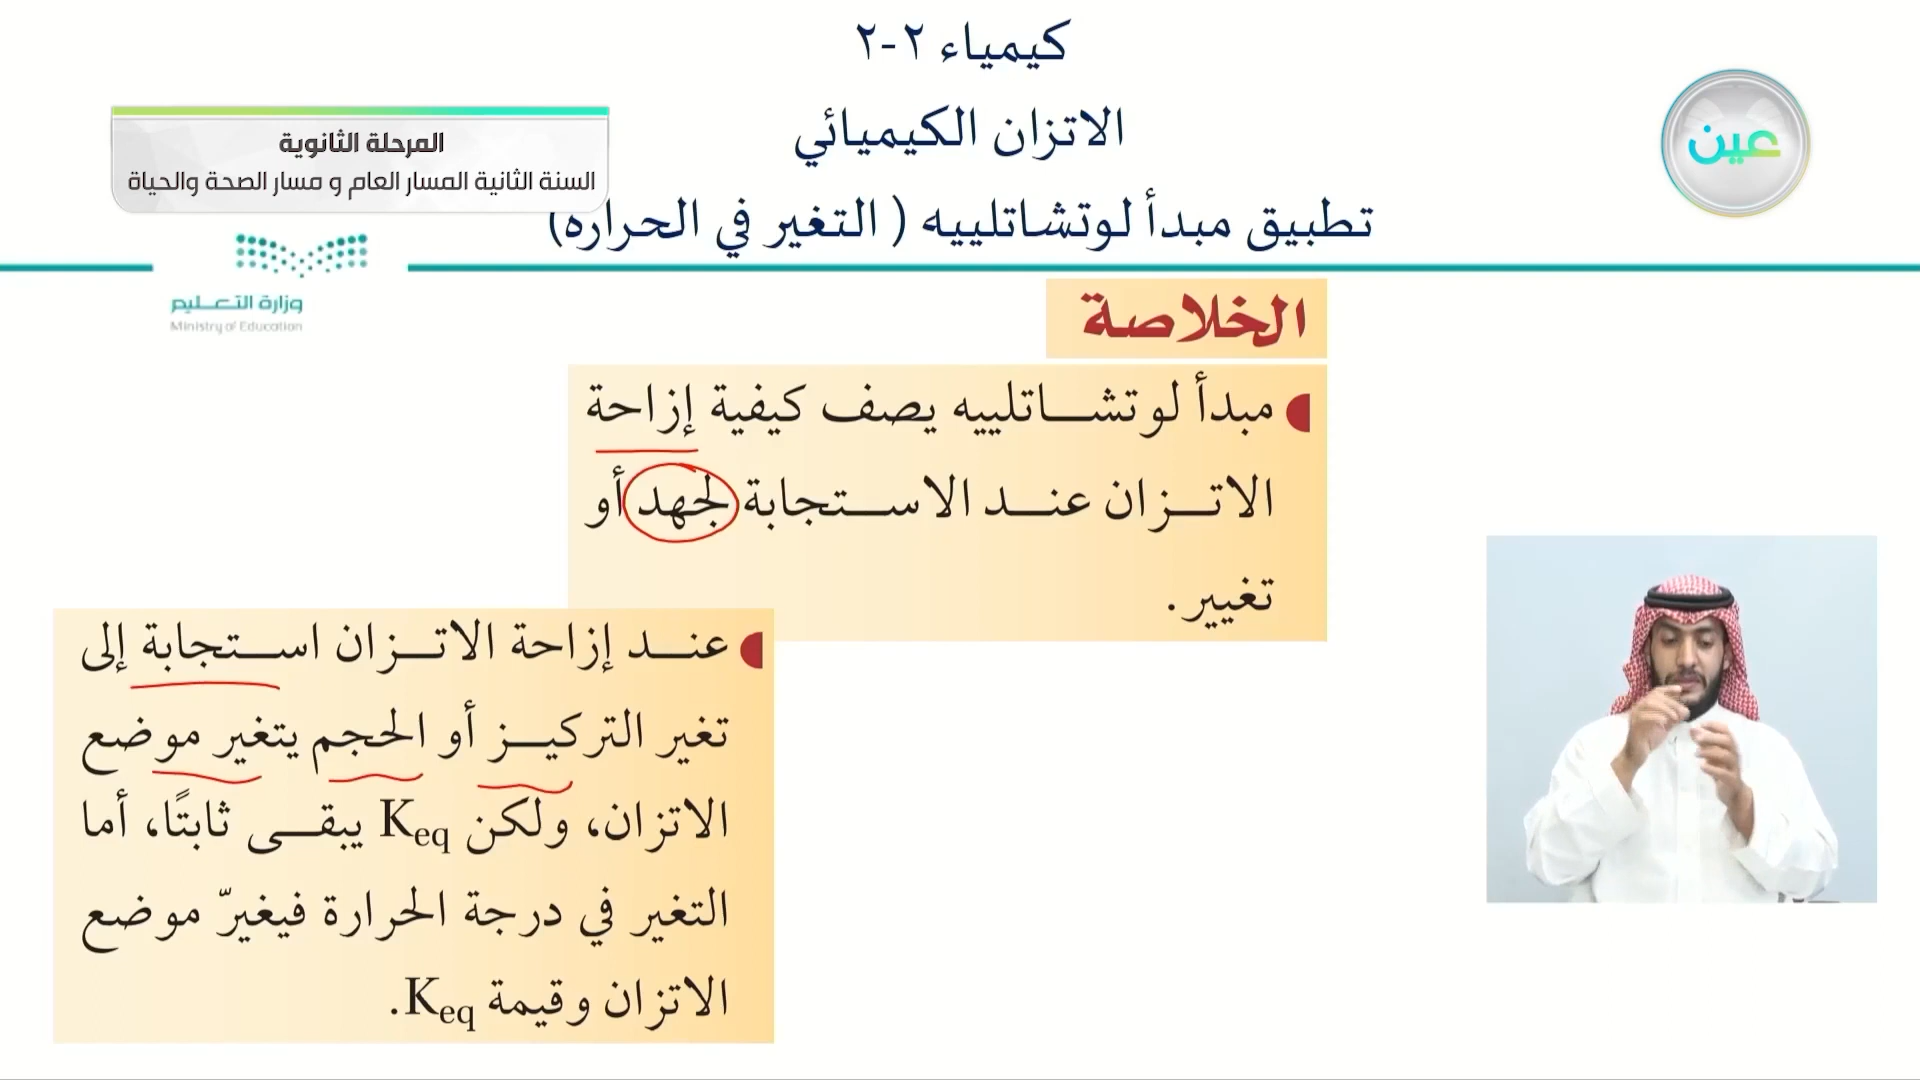 كيمياء ٢-٢
الاتزان الكيميائي
تطبيق مبدأ لوتشاتلييه ( التغير في الحراره)
المرحلة الثانوية
السنة الثانية المسار العام و مسار الصحة والحياة
عين
وزارة التعليم
Ministry of Education
الخلاصة
مبدأ لوتشاتلييه يصف كيفية إزاحة
الاتزان عند الاستجابة لجهد أو
تغيير.
عند إزاحة الاتزان استجابة إلى
تغير التركيز أو الحجم يتغير موضع
الاتزان، ولكن Keq يبقى ثابتًا، أما
التغير في درجة الحرارة فيغيرّ موضع
الاتزان وقيمة Keq.